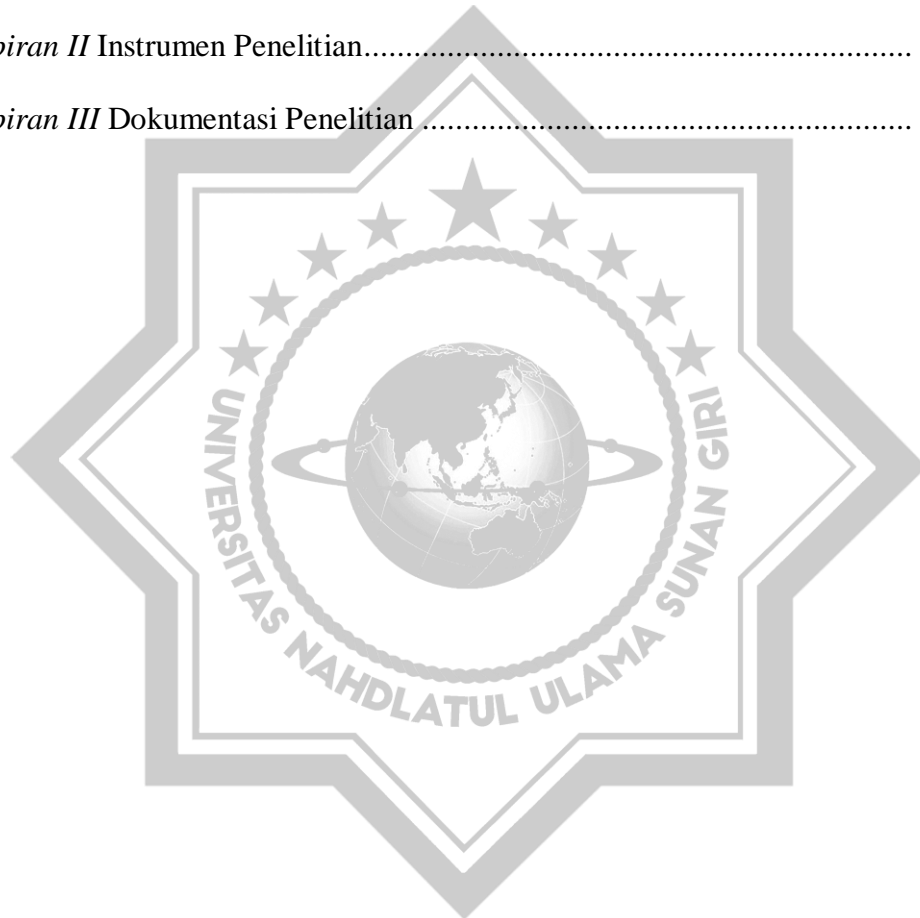 piran II Instrumen Penelitian......................................................................
piran III Dokumentasi Penelitian ...............................................................
UNIVERSITAS NAHDLATUL ULAMA SUNAN GIRI